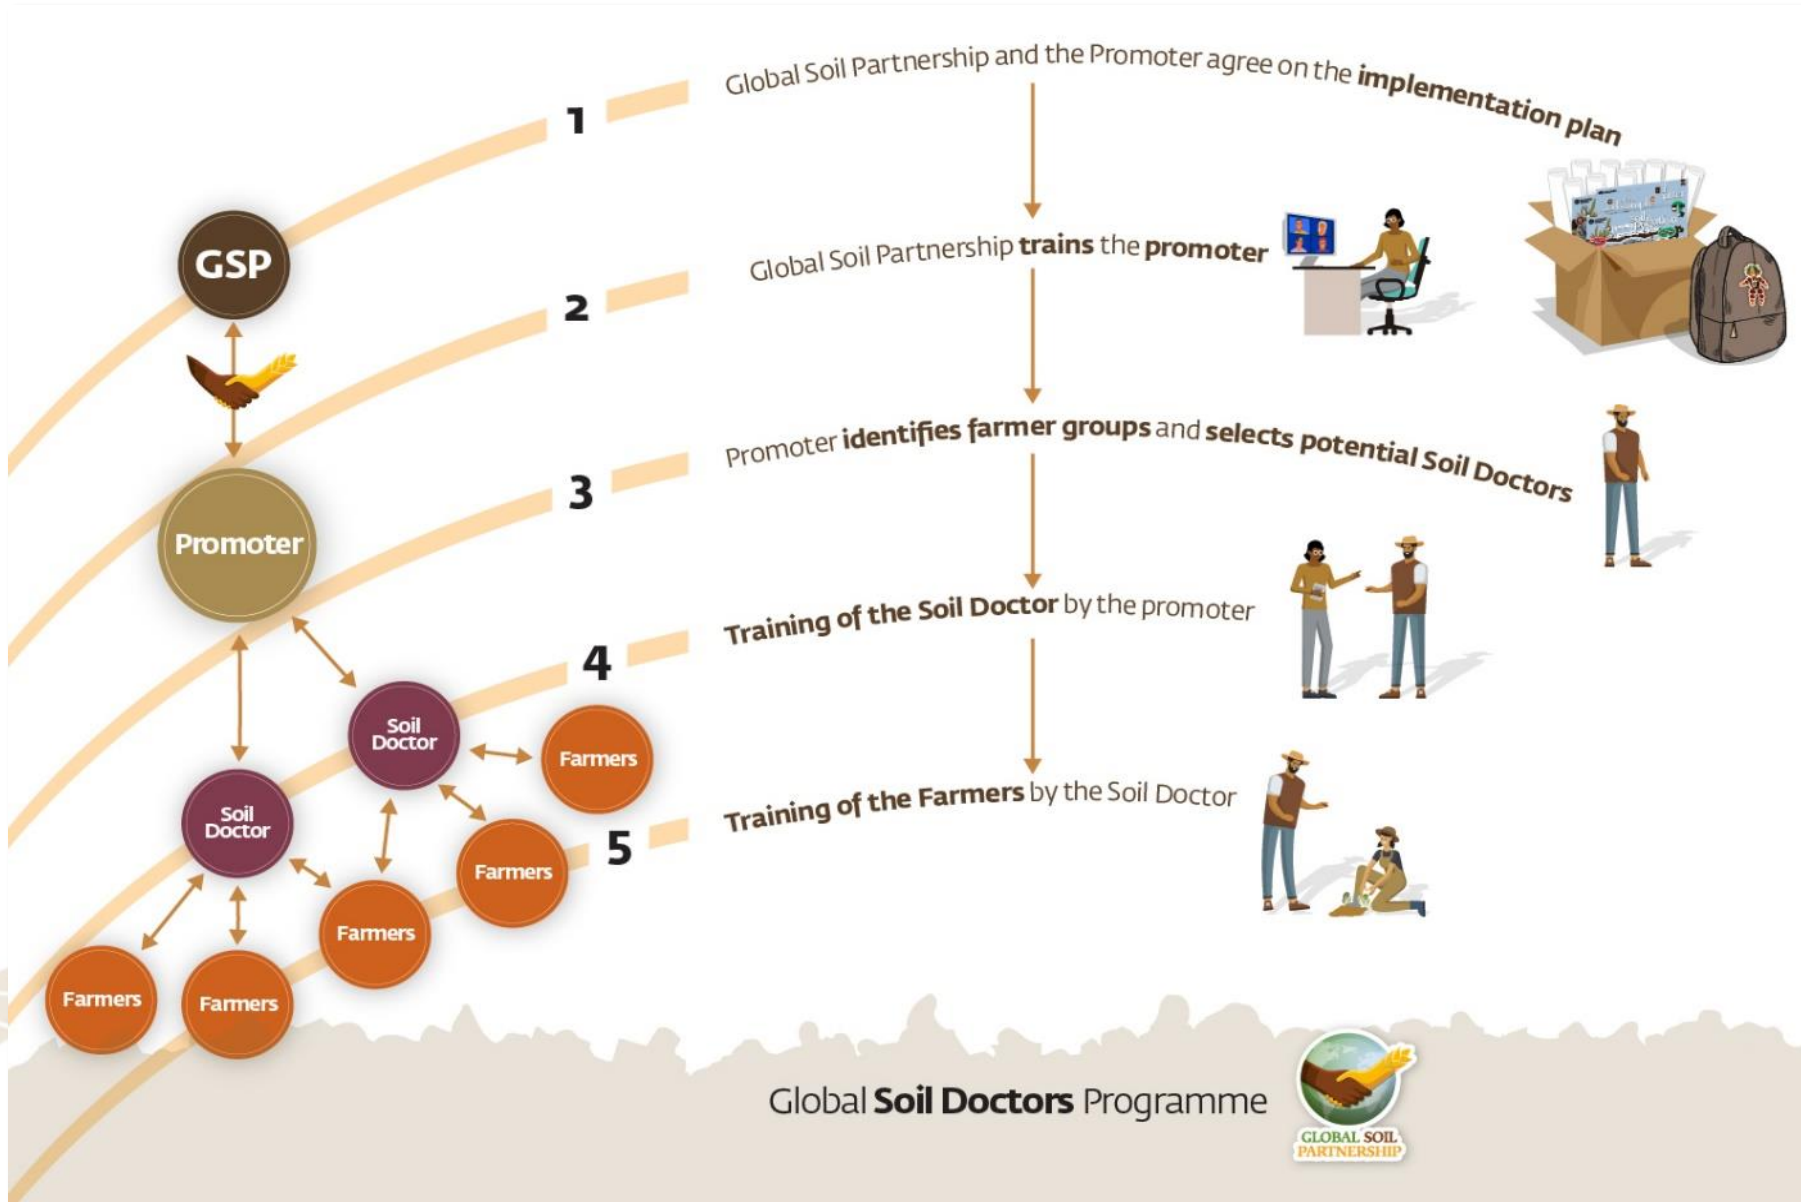 1
Global Soil Partnership and the Promoter agree on the implementation plan
GSP
2
Global Soil Partnership trains the promoter
3
Promoter identifies farmer groups and selects potential Soil Doctors
Promoter
4
Training of the Soil Doctor by the promoter
Soil
Doctor
Farmers
Soil
Doctor
5
Training of the Farmers by the Soil Doctor
Farmers
Farmers
Farmers
Farmers
Global Soil Doctors Programme
GLOBAL SOIL
PARTNERSHIP